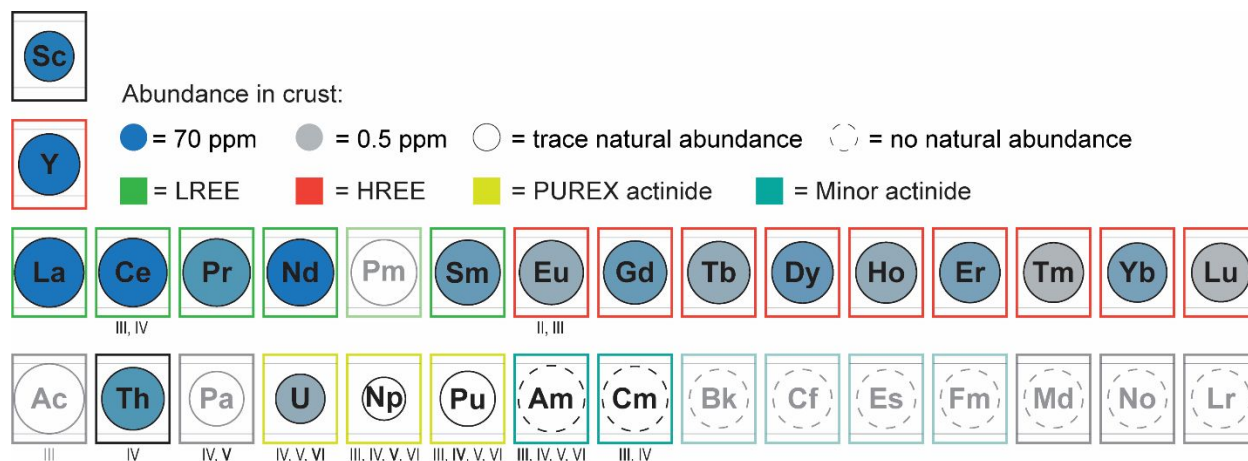 Sc
Abundance in crust:
= 70 ppm = 0.5 ppm = trace natural abundance = no natural abundance
Y
= LREE = HREE = PUREX actinide = Minor actinide
La Ce Pr Nd Pm Sm Eu Gd Tb Dy Ho Er Tm Yb Lu
III, IV II, III
Ac Th Pa U Np Pu Am Cm Bk Cf Es Fm Md No Lr
III IV IV, V IV, V, VI III, IV, V, VI III, IV, V, VI III, IV, V, VI III, IV